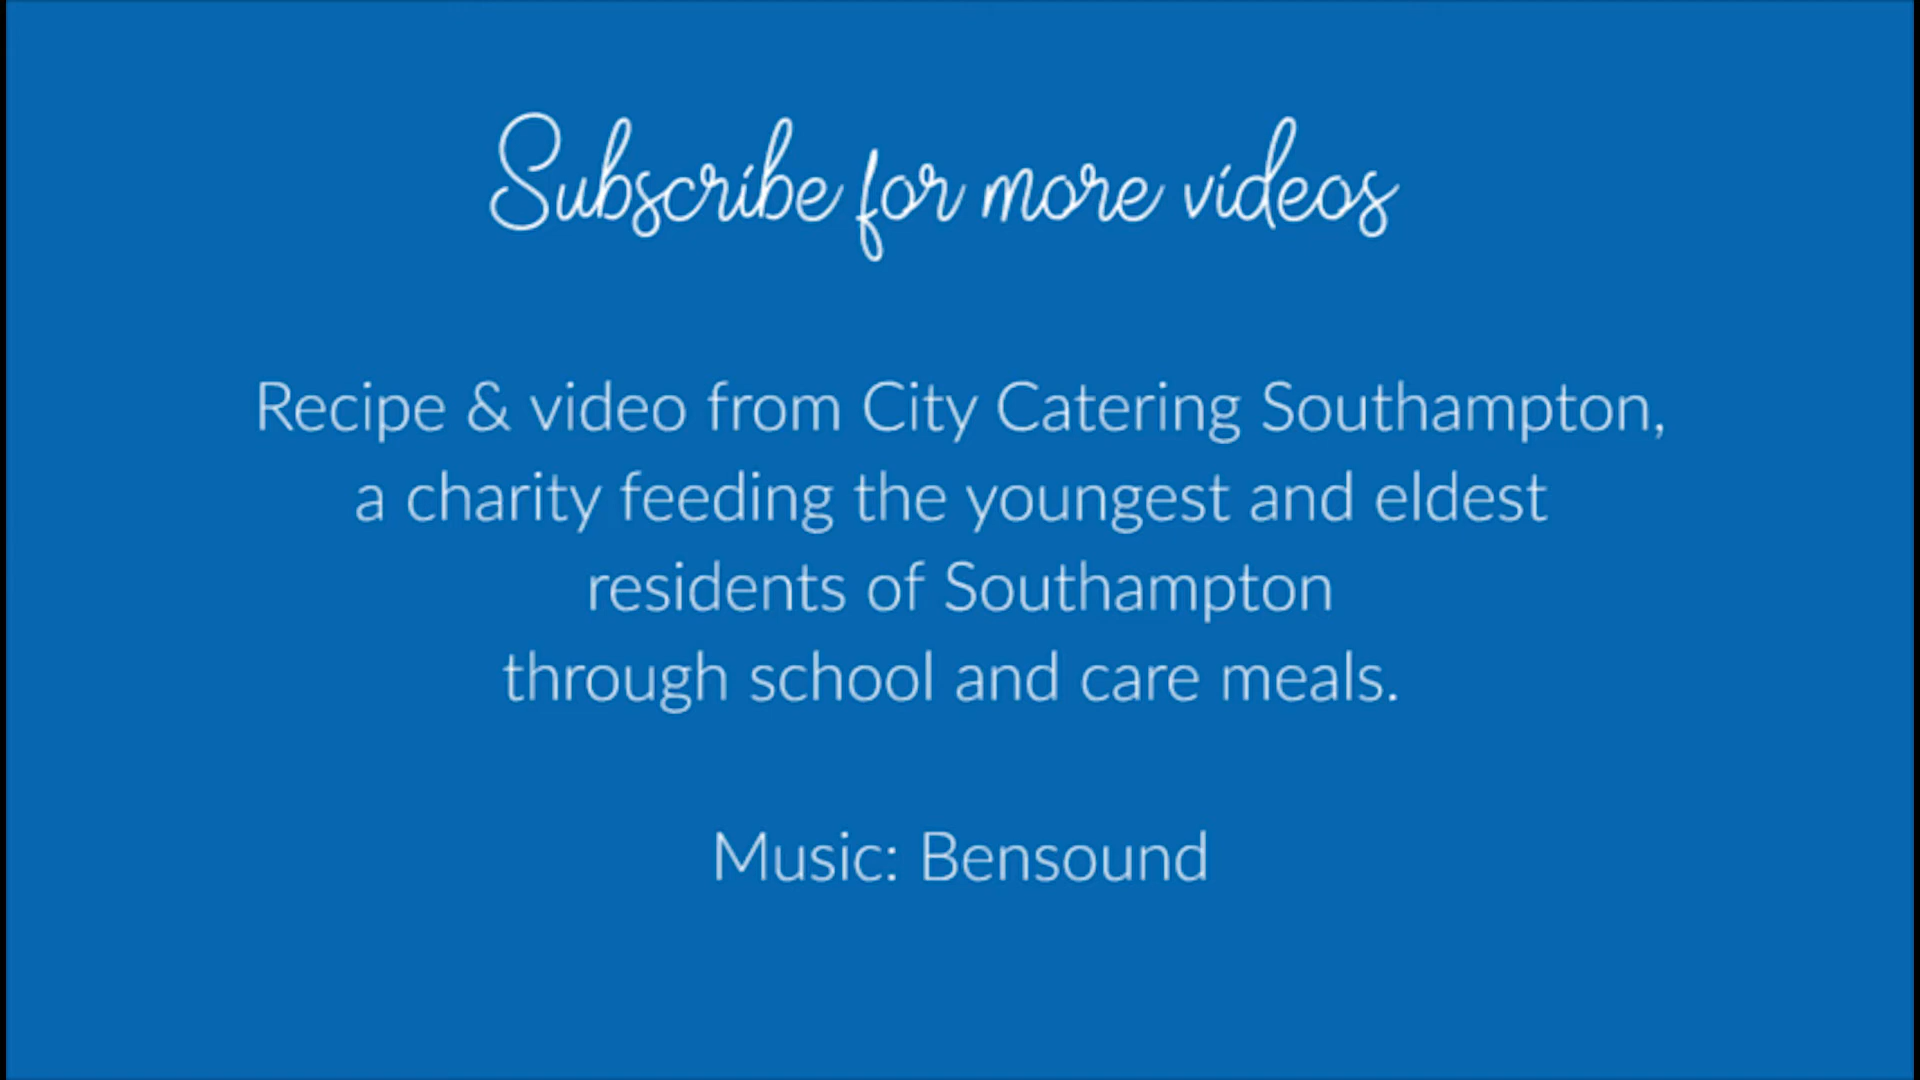 Subscribe for more videos
Recipe & video from City Catering Southampton,
a charity feeding the youngest and eldest
residents of Southampton
through school and care meals.
Music: Bensound